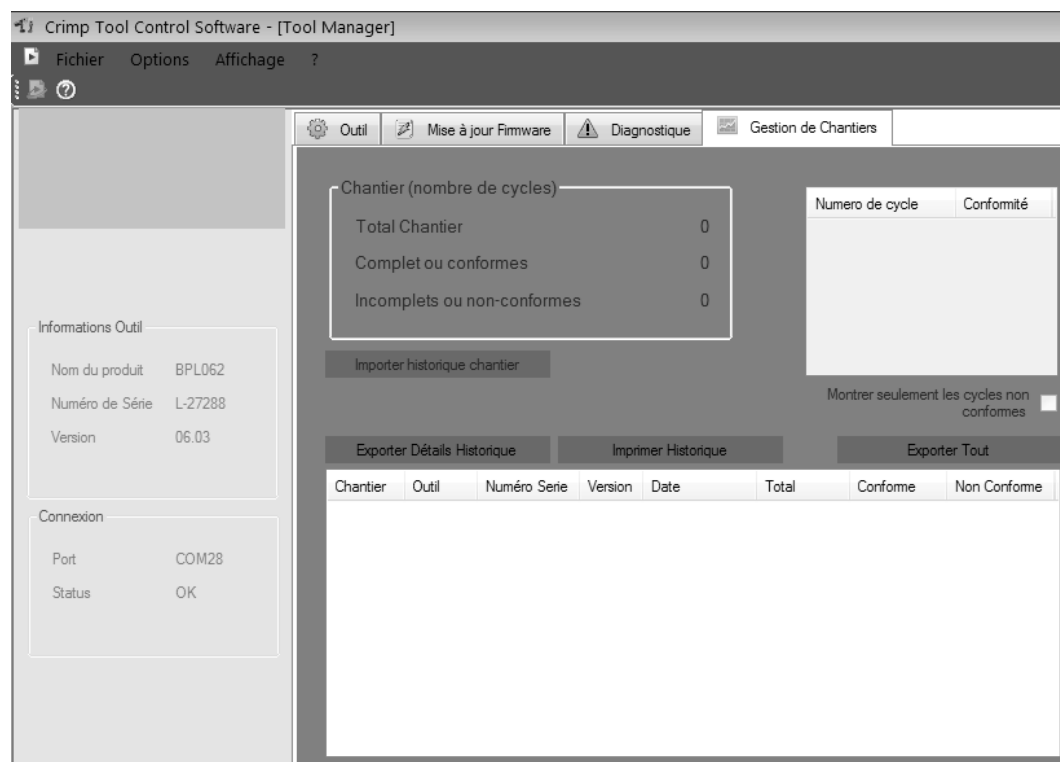 Crimp Tool Control Software - [Tool Manager]
Fichier Options Affichage ?
Outil Mise à jour Firmware Diagnostique Gestion de Chantiers
Chantier (nombre de cycles)
Total Chantier 0
Complet ou conformes 0
Incomplets ou non-conformes 0
Numero de cycle Conformité
Importer historique chantier
Montrer seulement les cycles non
conformes
Informations Outil
Nom du produit BPL062
Numéro de Série L-27288
Version 06.03
Connexion
Port COM28
Status OK
Exporter Détails Historique Imprimer Historique Exporter Tout
Chantier Outil Numéro Serie Version Date Total Conforme Non Conforme